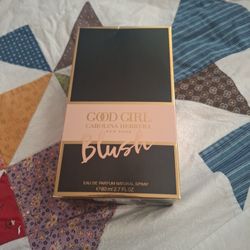 GOOD GIRL
CAROLINA HERRERA
NEW YORK
Blush
EAU DE PARFUM NATURAL SPRAY
℮ 80 ml 2.7 FL.OZ.